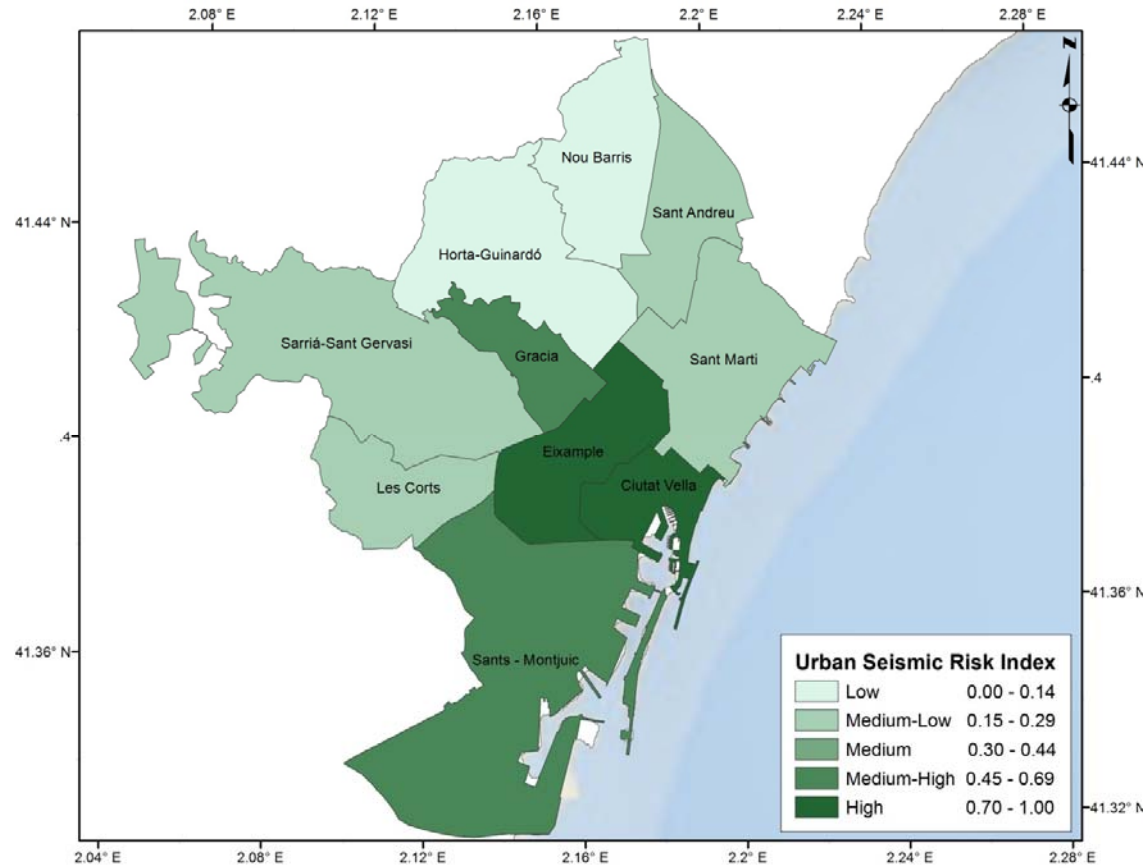 2.08° E 2.12° E 2.16° E 2.2° E 2.24° E 2.28° E
N
Nou Barris
41.44° N
Sant Andreu
41.44° N
Horta-Guinardó
Sarriá-Sant Gervasi
Gracia
Sant Marti
.4
.4
Eixample
Les Corts
Ciutat Vella
41.36° N
41.36° N
Sants - Montjuic
Urban Seismic Risk Index
Low 0.00 - 0.14
Medium-Low 0.15 - 0.29
Medium 0.30 - 0.44
Medium-High 0.45 - 0.69
High 0.70 - 1.00
41.32° N
2.04° E 2.08° E 2.12° E 2.16° E 2.2° E 2.24° E 2.28° E